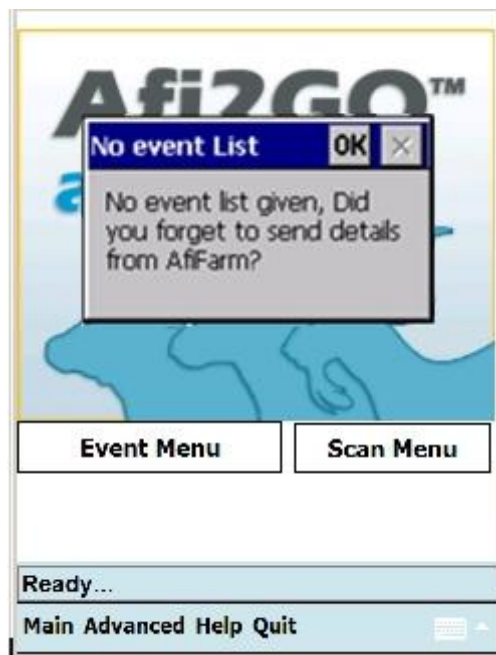 Afi2GO™
No event List OK
No event list given, Did
you forget to send details
from AfiFarm?
Event Menu Scan Menu
Ready...
Main Advanced Help Quit